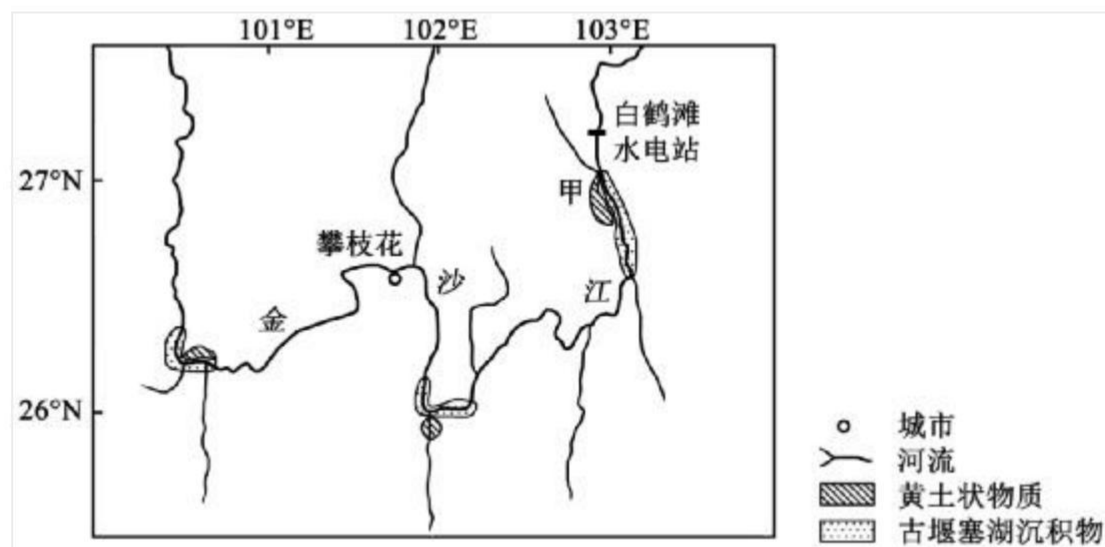 101°E 102°E 103°E
白鹤滩
水电站
27°N
甲
攀枝花
沙
江
金
26°N
城市
河流
黄土状物质
古堰塞湖沉积物